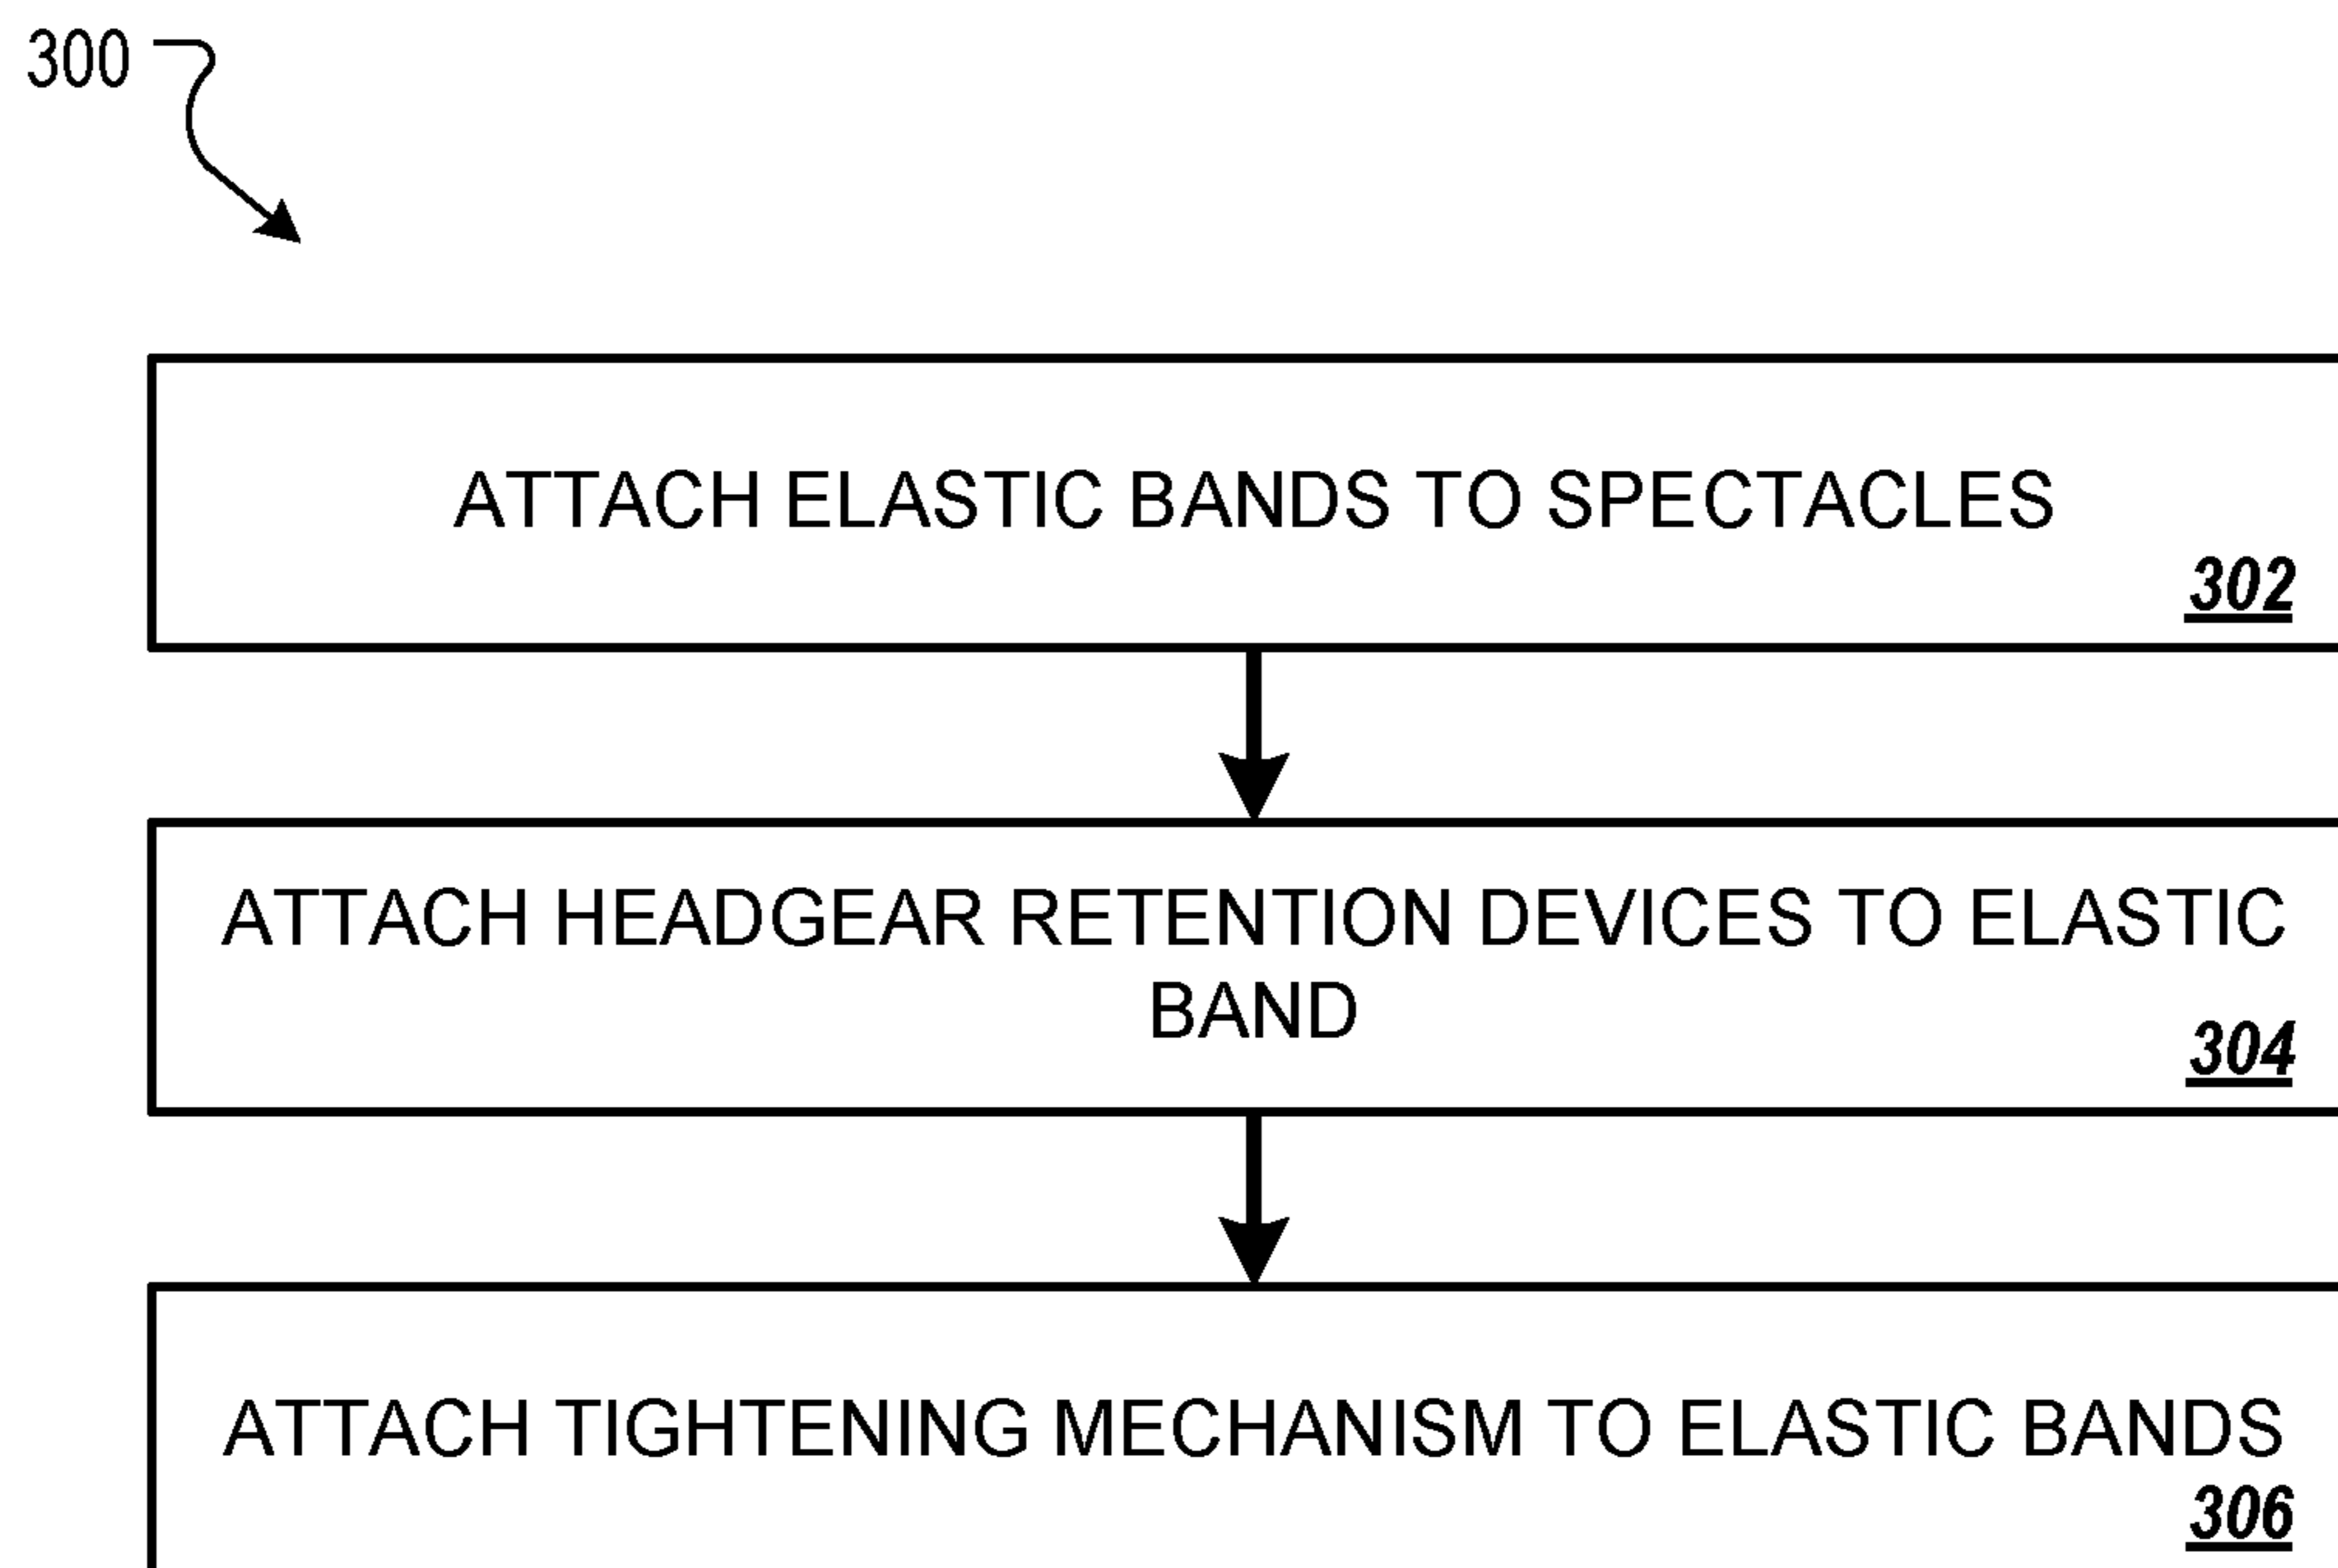 300
ATTACH ELASTIC BANDS TO SPECTACLES
302
ATTACH HEADGEAR RETENTION DEVICES TO ELASTIC
BAND
304
ATTACH TIGHTENING MECHANISM TO ELASTIC BANDS
306